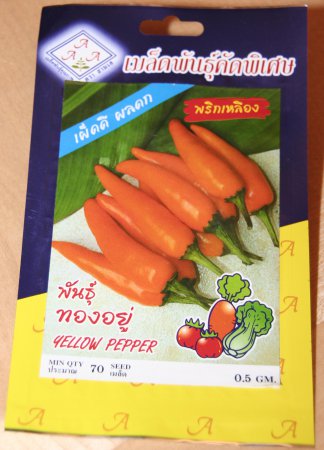 A
A A
เมล็ดพันธุ์คัดพิเศษ
เผ็ดดี ผลดก
พริกเหลือง
พันธุ์
ทองอยู่
YELLOW PEPPER
MIN QTY 70 SEED
ประมาณ เมล็ด
0.5 GM.
A
A
A
A
A A A A